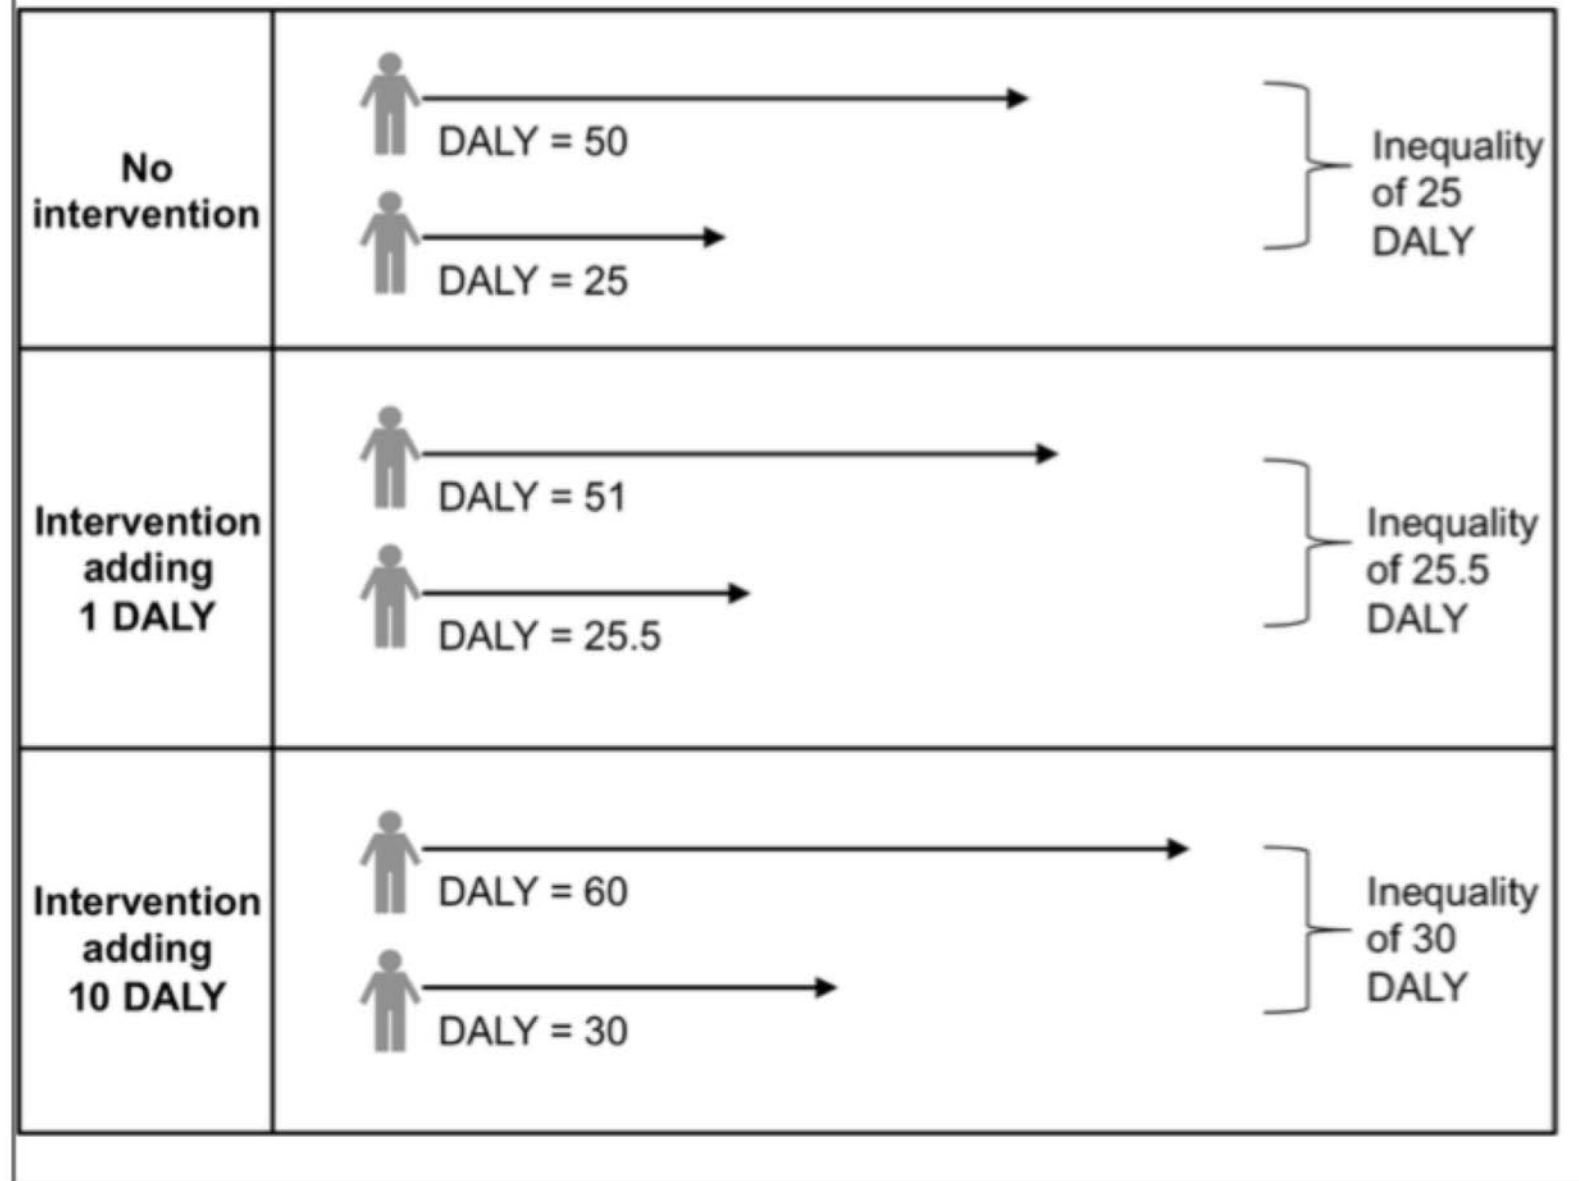 No
intervention
DALY = 50
DALY = 25
Inequality
of 25
DALY
Intervention
adding
1 DALY
DALY = 51
DALY = 25.5
Inequality
of 25.5
DALY
Intervention
adding
10 DALY
DALY = 60
DALY = 30
Inequality
of 30
DALY